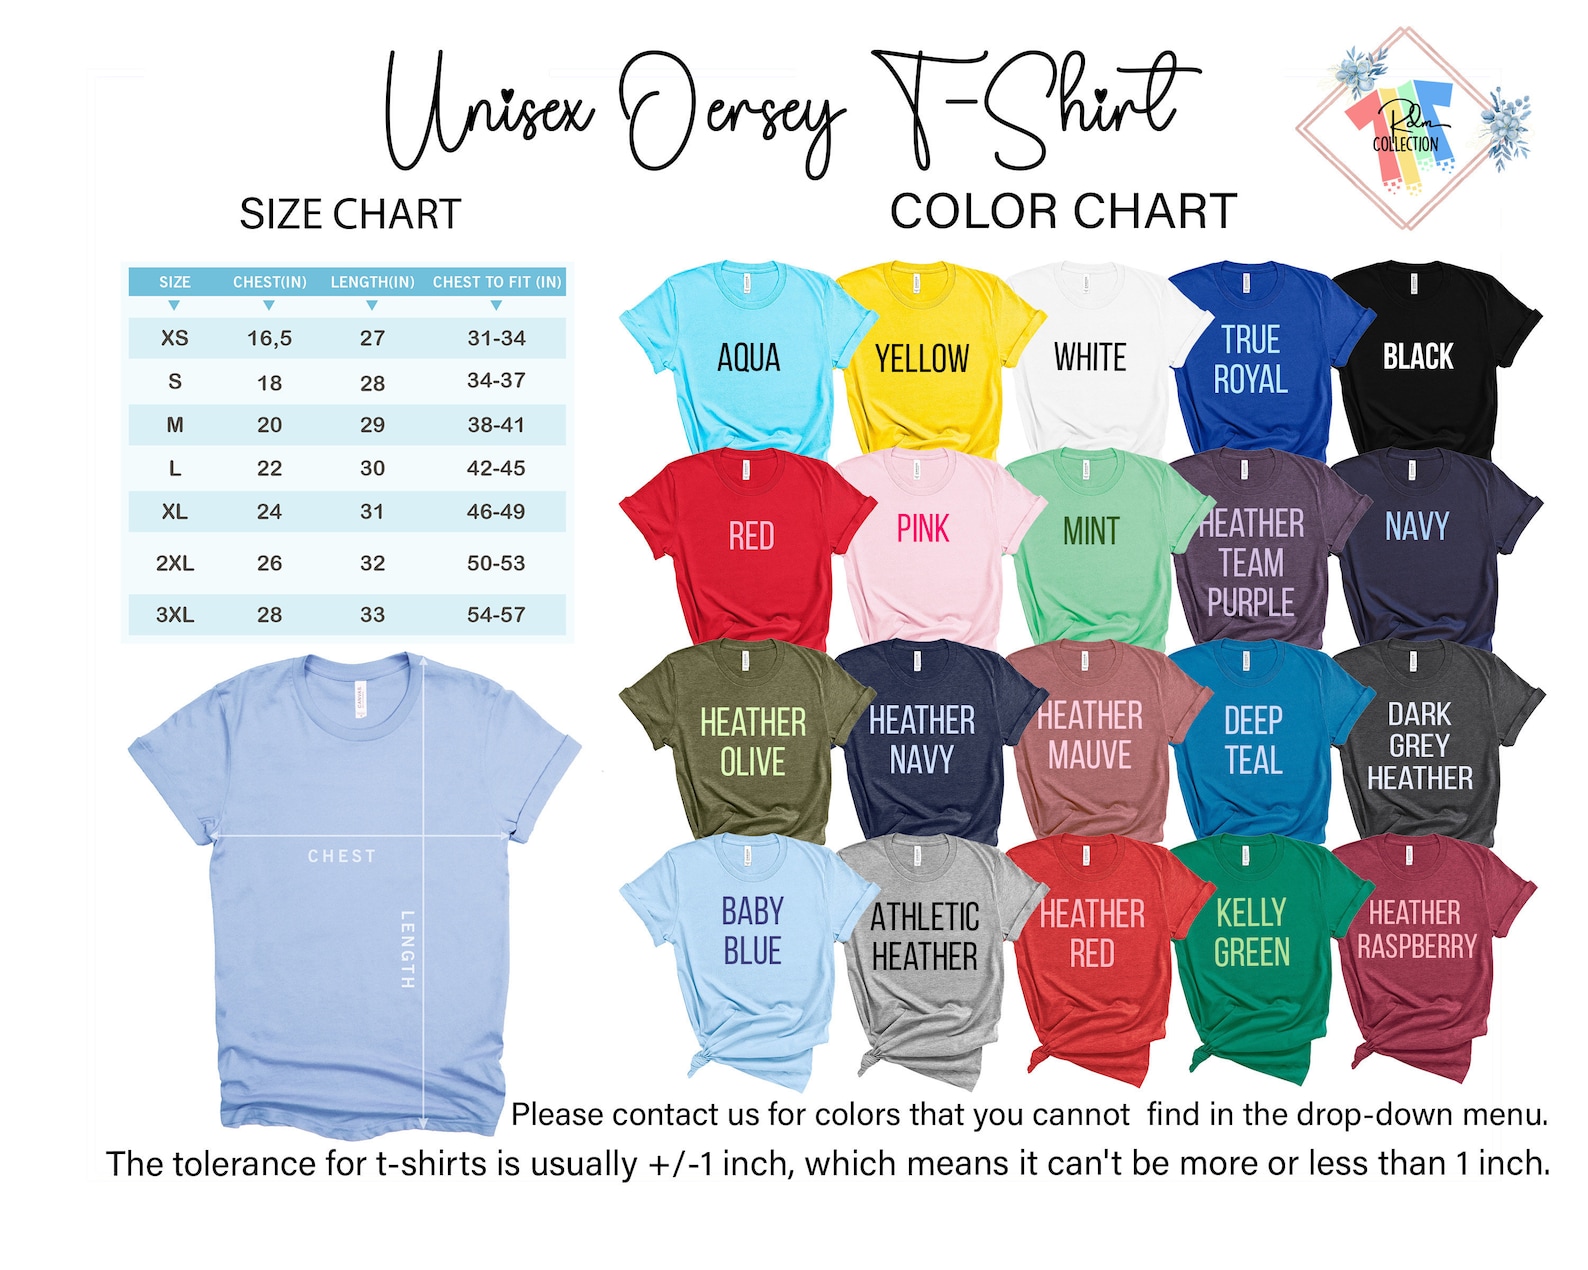 Unisex Jersey T-Shirt
Rdm
COLLECTION
SIZE CHART
COLOR CHART
SIZE CHEST(IN) LENGTH(IN) CHEST TO FIT (IN)
XS 16,5 27 31-34
S 18 28 34-37
M 20 29 38-41
L 22 30 42-45
XL 24 31 46-49
2XL 26 32 50-53
3XL 28 33 54-57
CANVAS
CHEST
LENGTH
AQUA
YELLOW
WHITE
TRUE
ROYAL
BLACK
RED
PINK
MINT
HEATHER
TEAM
PURPLE
NAVY
HEATHER
OLIVE
HEATHER
NAVY
HEATHER
MAUVE
DEEP
TEAL
DARK
GREY
HEATHER
BABY
BLUE
ATHLETIC
HEATHER
HEATHER
RED
KELLY
GREEN
HEATHER
RASPBERRY
Please contact us for colors that you cannot find in the drop-down menu.
The tolerance for t-shirts is usually +/-1 inch, which means it can't be more or less than 1 inch.